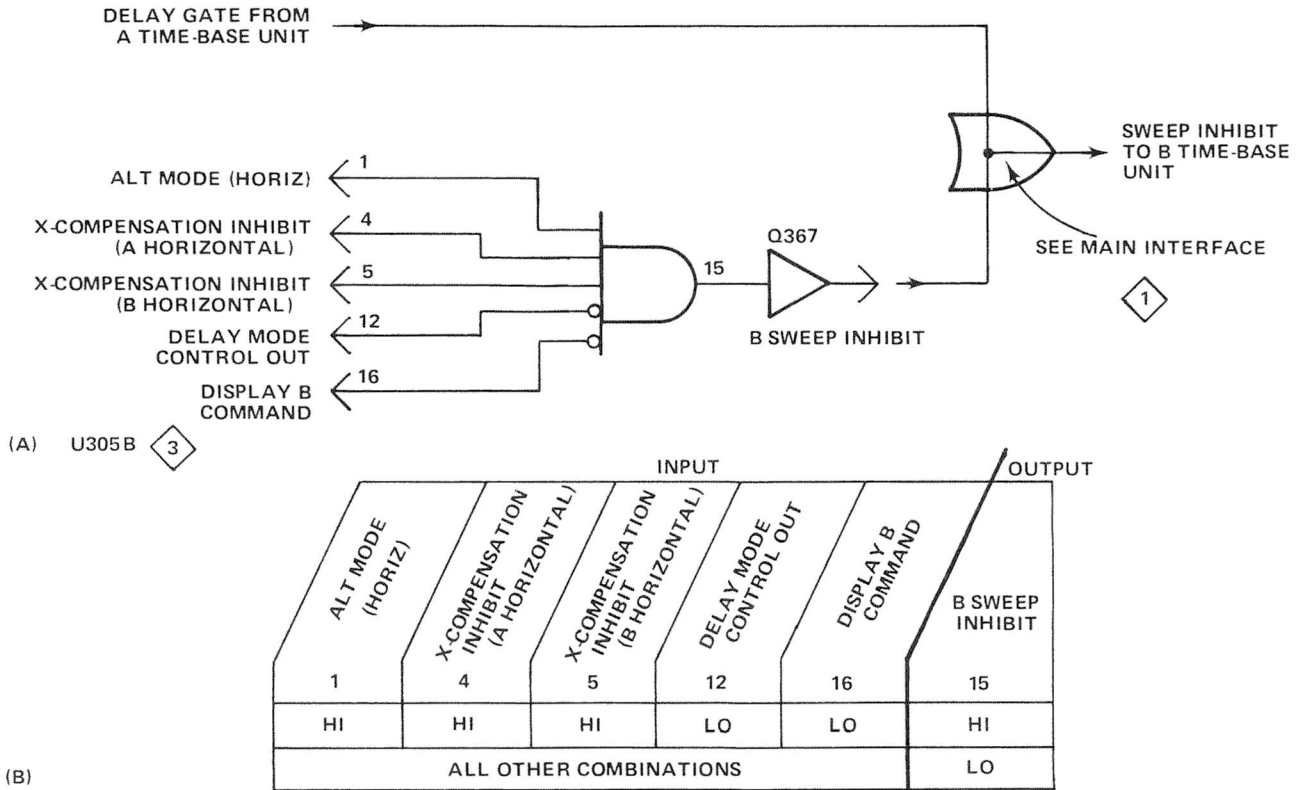 DELAY GATE FROM
A TIME-BASE UNIT
SWEEP INHIBIT
TO B TIME-BASE
UNIT
ALT MODE (HORIZ)
1
X-COMPENSATION INHIBIT
(A HORIZONTAL)
4
X-COMPENSATION INHIBIT
(B HORIZONTAL)
5
DELAY MODE
CONTROL OUT
12
DISPLAY B
COMMAND
16
15
Q367
B SWEEP INHIBIT
SEE MAIN INTERFACE
1
(A) U305B 3
INPUT
OUTPUT
ALT MODE
(HORIZ)
X-COMPENSATION
INHIBIT
(A HORIZONTAL)
X-COMPENSATION
INHIBIT
(B HORIZONTAL)
DELAY MODE
CONTROL OUT
DISPLAY B
COMMAND
B SWEEP
INHIBIT
1 4 5 12 16 15
HI HI HI LO LO HI
ALL OTHER COMBINATIONS LO
(B)